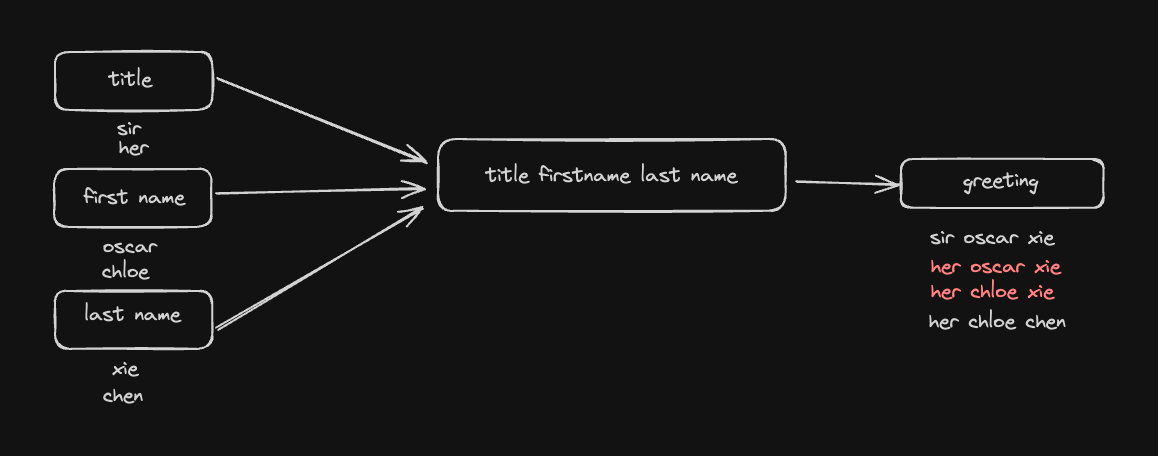 title
sir
her
first name
oscar
chloe
last name
xie
chen
title firstname last name
greeting
sir oscar xie
her oscar xie
her chloe xie
her chloe chen